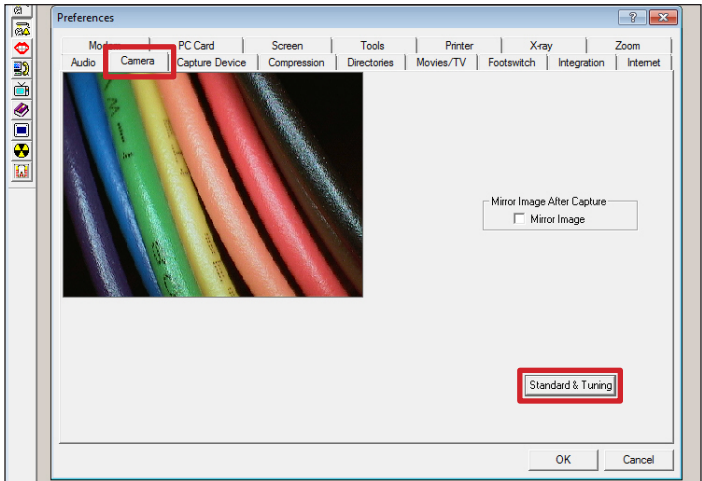 Preferences
PC Card Screen Tools Printer X-ray Zoom
Audio Camera Capture Device Compression Directories Movies/TV Footswitch Integration Internet
Mirror Image After Capture
Mirror Image
Standard & Tuning
OK Cancel